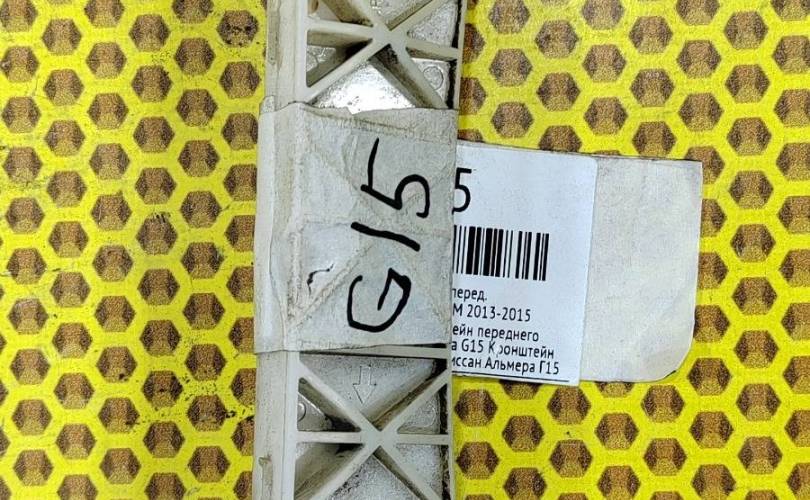 G15
5
перед.
М 2013-2015
ейн переднего
а G15 Кронштейн
иссан Альмера Г15